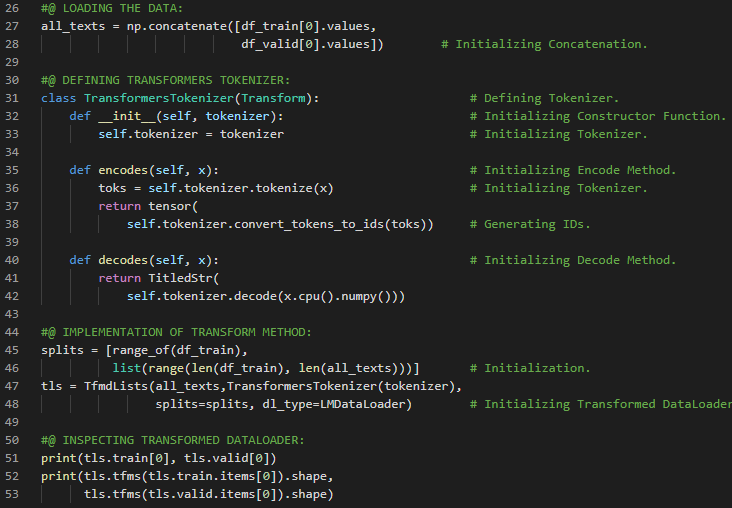 26 #@ LOADING THE DATA:
27 all_texts = np.concatenate([df_train[0].values,
28                             df_valid[0].values])        # Initializing Concatenation.
29
30 #@ DEFINING TRANSFORMERS TOKENIZER:
31 class TransformersTokenizer(Transform):                     # Defining Tokenizer.
32     def __init__(self, tokenizer):                          # Initializing Constructor Function.
33         self.tokenizer = tokenizer                          # Initializing Tokenizer.
34
35     def encodes(self, x):                                   # Initializing Encode Method.
36         toks = self.tokenizer.tokenize(x)                   # Initializing Tokenizer.
37         return tensor(
38             self.tokenizer.convert_tokens_to_ids(toks))     # Generating IDs.
39
40     def decodes(self, x):                                   # Initializing Decode Method.
41         return TitledStr(
42             self.tokenizer.decode(x.cpu().numpy()))
43
44 #@ IMPLEMENTATION OF TRANSFORM METHOD:
45 splits = [range_of(df_train),
46           list(range(len(df_train), len(all_texts)))]       # Initialization.
47 tls = TfmdLists(all_texts,TransformersTokenizer(tokenizer),
48                 splits=splits, dl_type=LMDataLoader)        # Initializing Transformed DataLoader
49
50 #@ INSPECTING TRANSFORMED DATALOADER:
51 print(tls.train[0], tls.valid[0])
52 print(tls.tfms(tls.train.items[0]).shape,
53       tls.tfms(tls.valid.items[0]).shape)